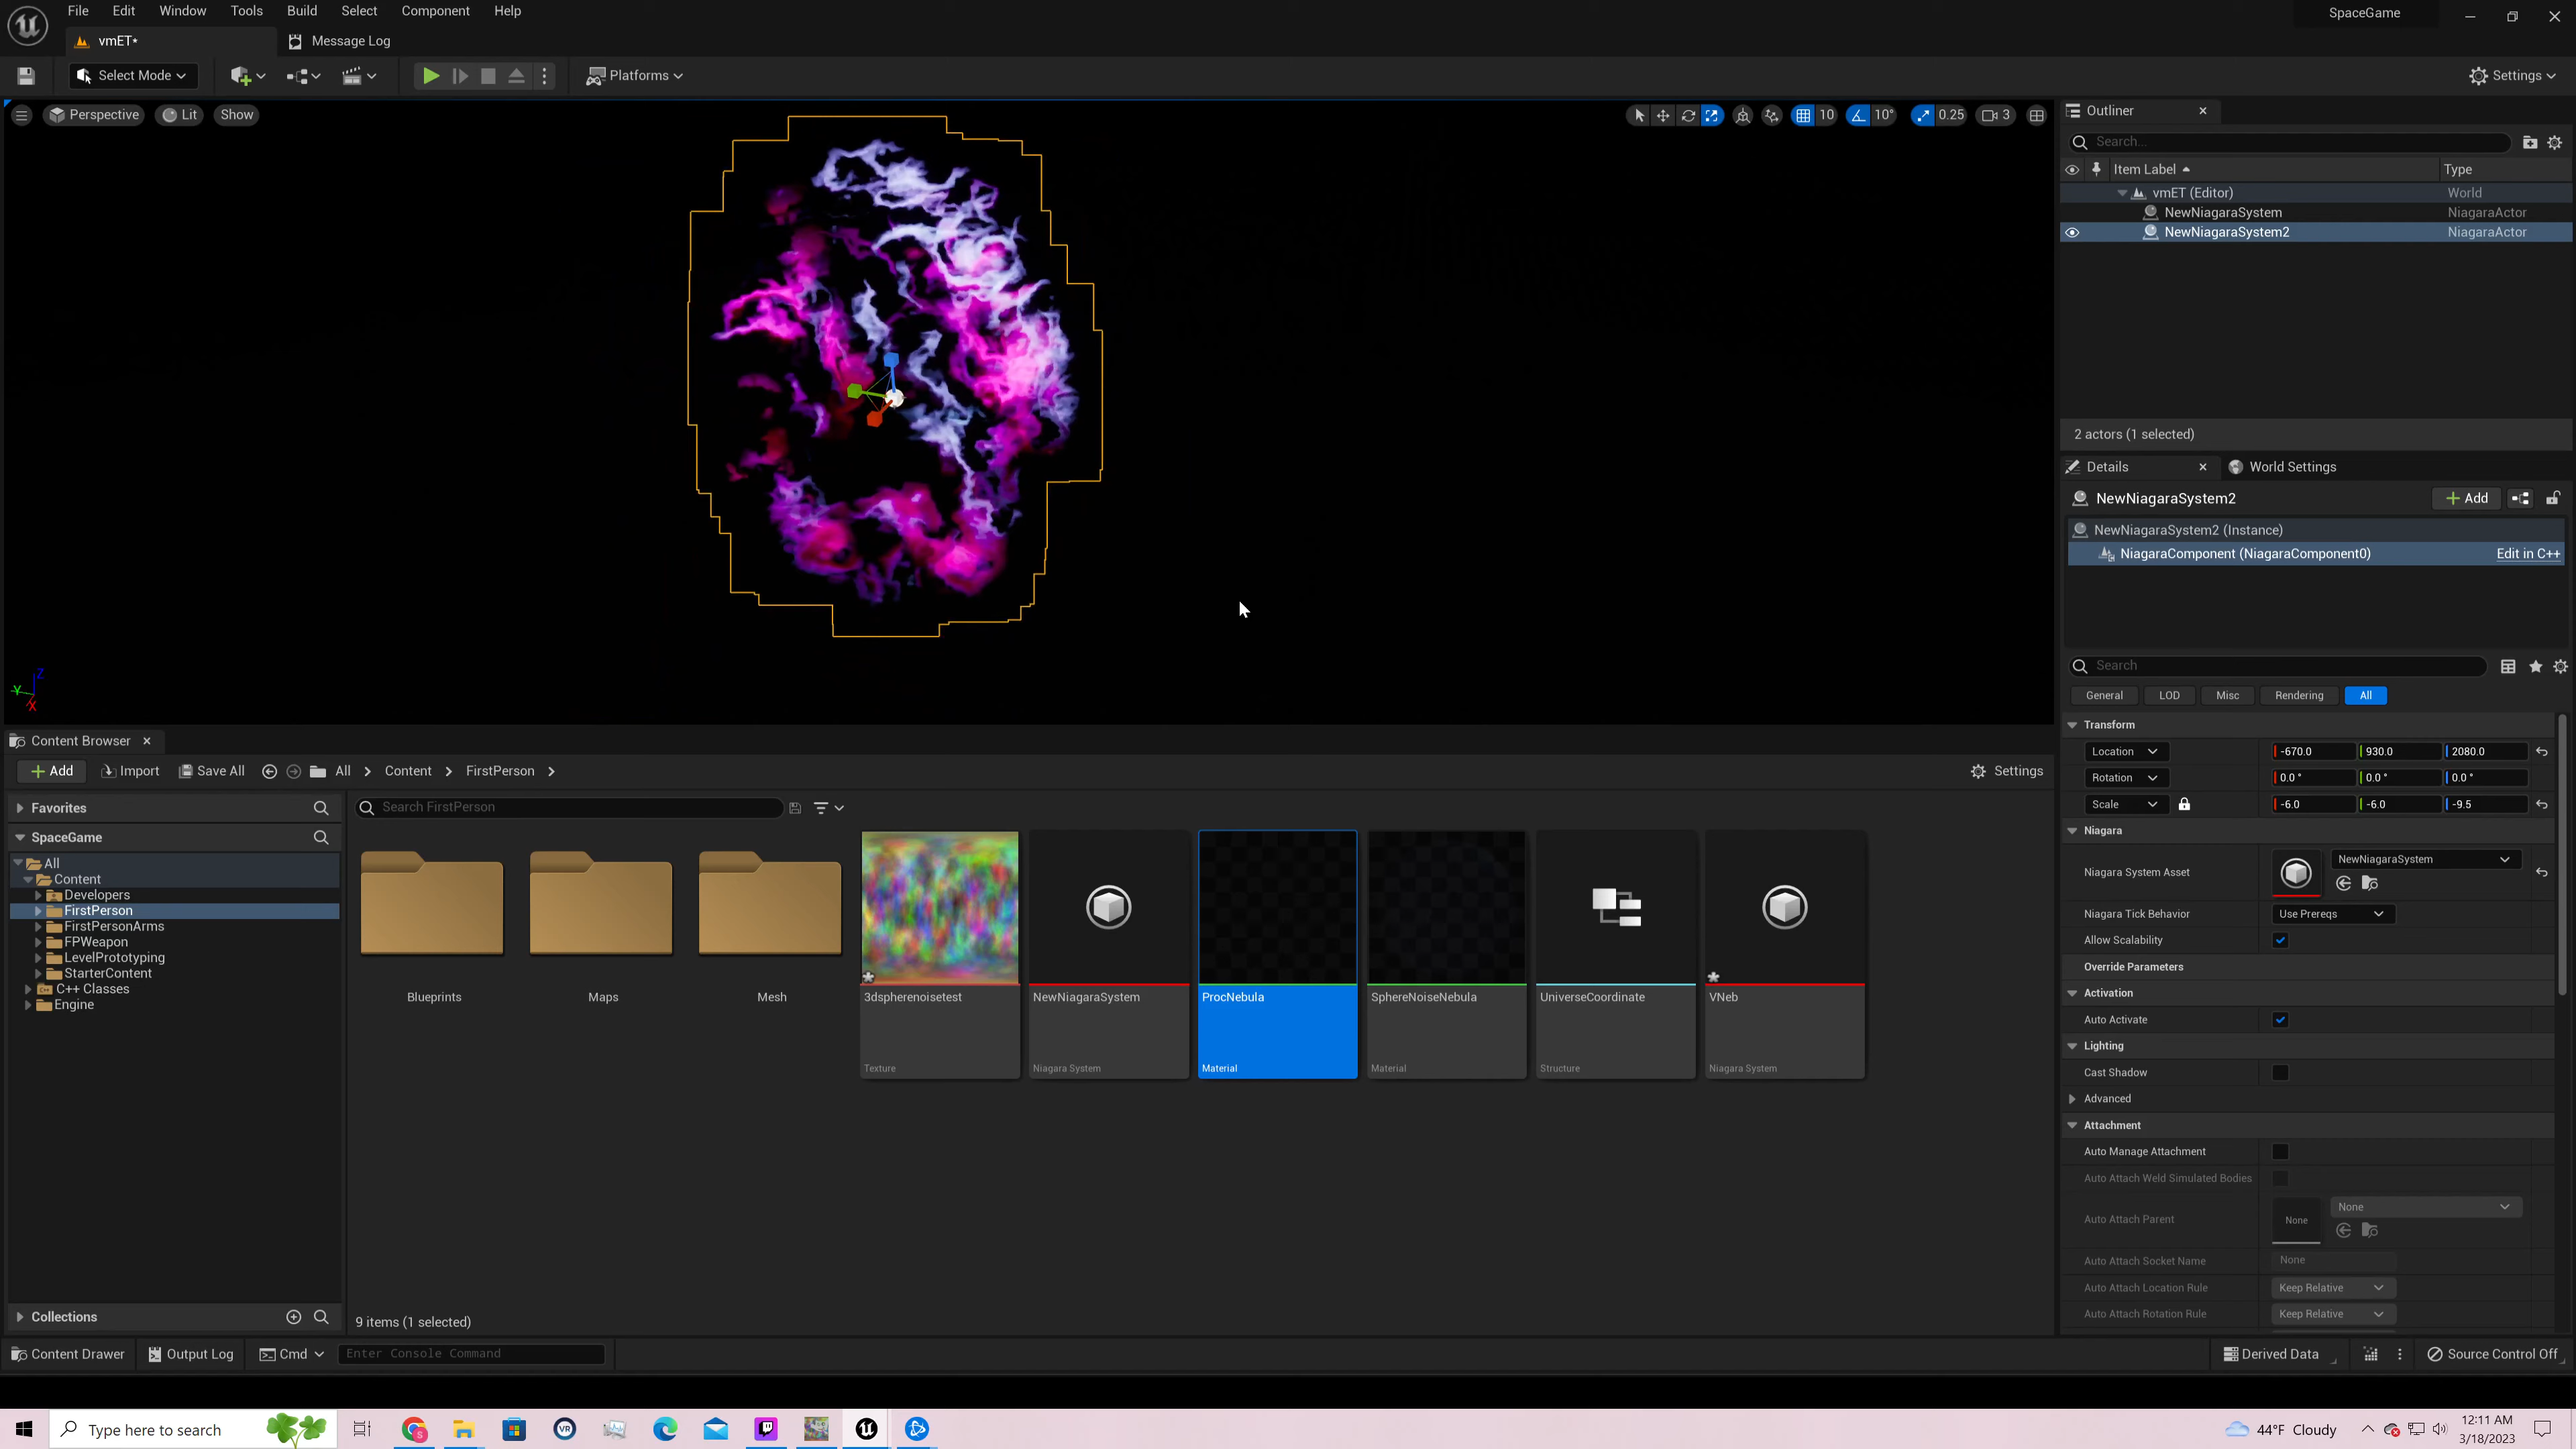 File Edit Window Tools Build Select Component Help
SpaceGame
vmET*
Message Log
Select Mode
Platforms
Settings
Perspective
Lit
Show
10
10°
0.25
3
Outliner
Search...
Item Label
Type
vmET (Editor)
World
NewNiagaraSystem
NiagaraActor
NewNiagaraSystem2
NiagaraActor
2 actors (1 selected)
Details
World Settings
NewNiagaraSystem2
Add
NewNiagaraSystem2 (Instance)
NiagaraComponent (NiagaraComponent0)
Edit in C++
Search
General
LOD
Misc
Rendering
All
Transform
Location
-670.0
930.0
2080.0
Rotation
0.0 °
0.0 °
0.0 °
Scale
-6.0
-6.0
-9.5
Niagara
Niagara System Asset
NewNiagaraSystem
Niagara Tick Behavior
Use Prereqs
Allow Scalability
Override Parameters
Activation
Auto Activate
Lighting
Cast Shadow
Advanced
Attachment
Auto Manage Attachment
Auto Attach Weld Simulated Bodies
Auto Attach Parent
None
None
Auto Attach Socket Name
None
Auto Attach Location Rule
Keep Relative
Auto Attach Rotation Rule
Keep Relative
Z
Y
X
Content Browser
Add
Import
Save All
All
Content
FirstPerson
Settings
Favorites
Search FirstPerson
SpaceGame
All
Content
Developers
FirstPerson
FirstPersonArms
FPWeapon
LevelPrototyping
StarterContent
C++ Classes
Engine
Blueprints
Maps
Mesh
3dspherenoisetest
Texture
NewNiagaraSystem
Niagara System
ProcNebula
Material
SphereNoiseNebula
Material
UniverseCoordinate
Structure
VNeb
Niagara System
Collections
9 items (1 selected)
Content Drawer
Output Log
Cmd
Enter Console Command
Derived Data
Source Control Off
Type here to search
VR
S
44°F Cloudy
12:11 AM
3/18/2023